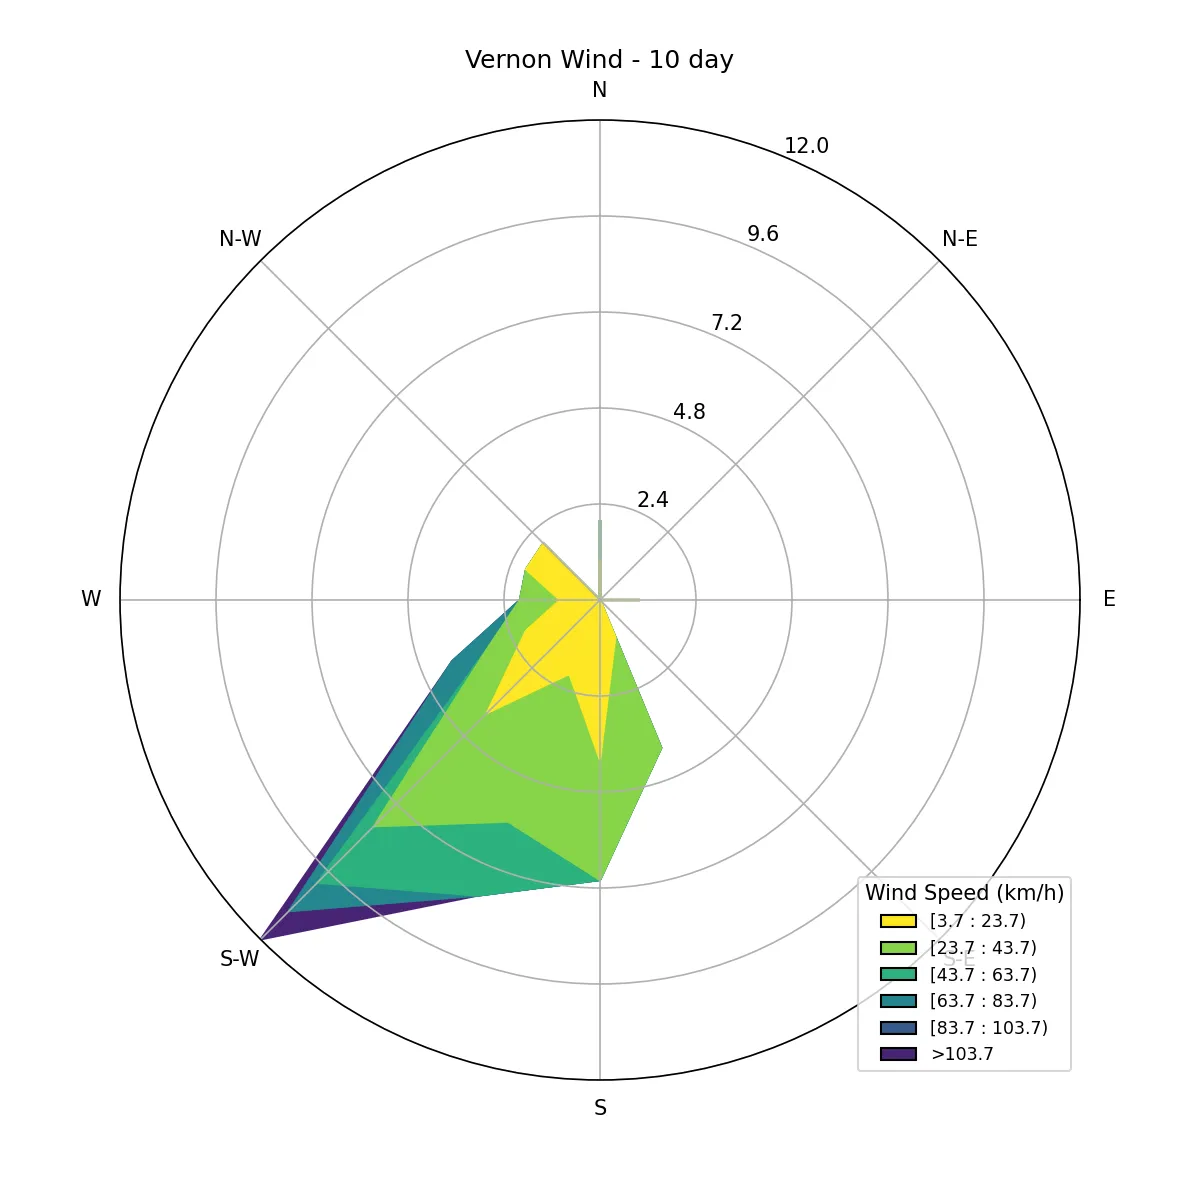 Vernon Wind - 10 day
N
12.0
N-W
9.6
N-E
7.2
4.8
2.4
W
E
Wind Speed (km/h)
[3.7 : 23.7)
[23.7 : 43.7)
S-W
S-E
[43.7 : 63.7)
[63.7 : 83.7)
[83.7 : 103.7)
>103.7
S